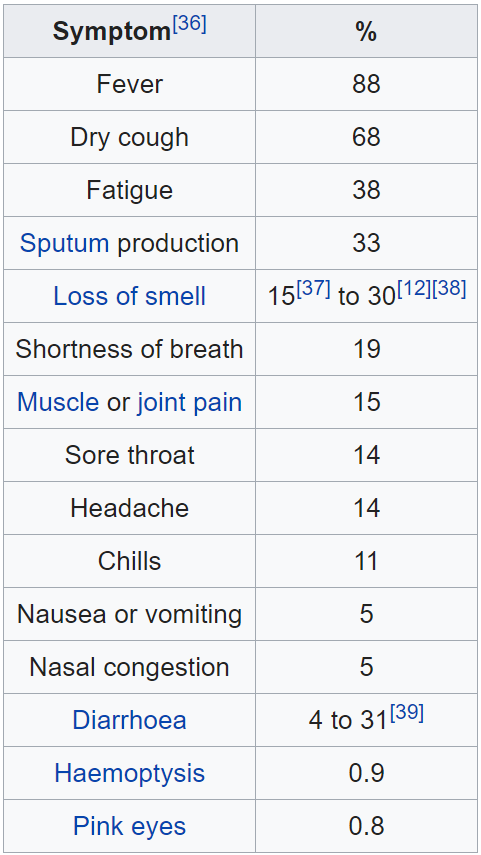 Symptom[36] %
Fever 88
Dry cough 68
Fatigue 38
Sputum production 33
Loss of smell 15[37] to 30[12][38]
Shortness of breath 19
Muscle or joint pain 15
Sore throat 14
Headache 14
Chills 11
Nausea or vomiting 5
Nasal congestion 5
Diarrhoea 4 to 31[39]
Haemoptysis 0.9
Pink eyes 0.8